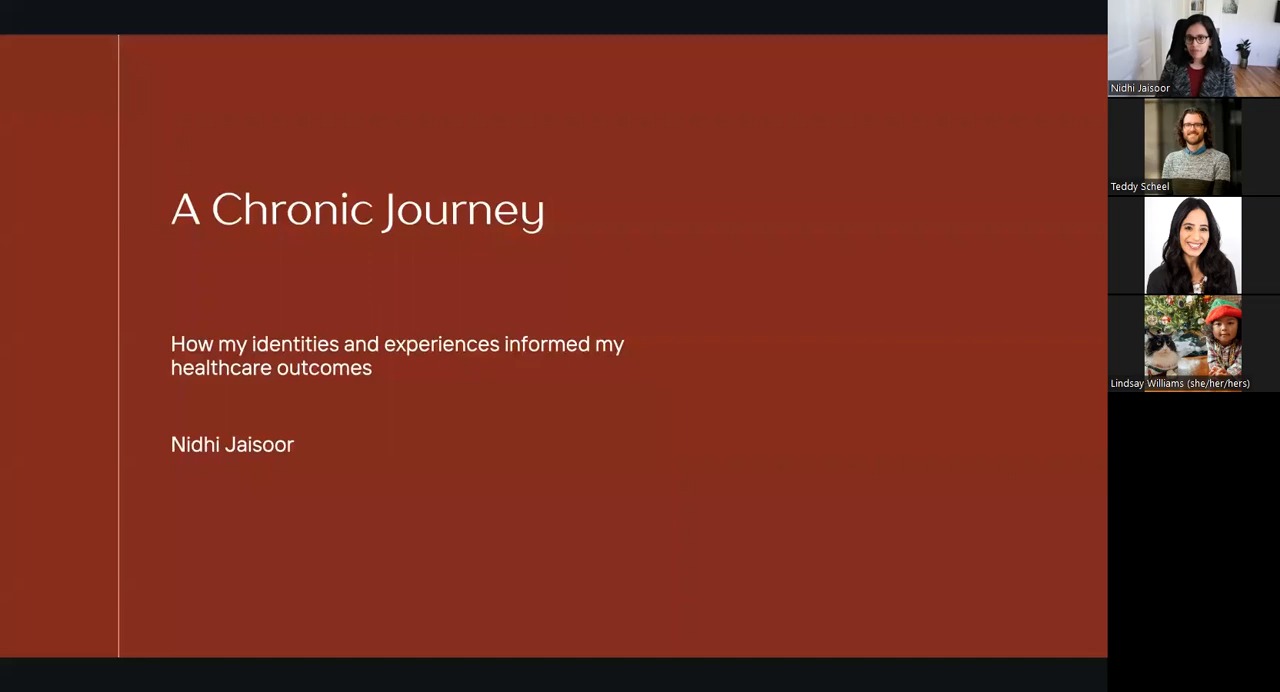 A Chronic Journey
How my identities and experiences informed my
healthcare outcomes
Nidhi Jaisoor
Nidhi Jaisoor
Teddy Scheel
Lindsay Williams (she/her/hers)